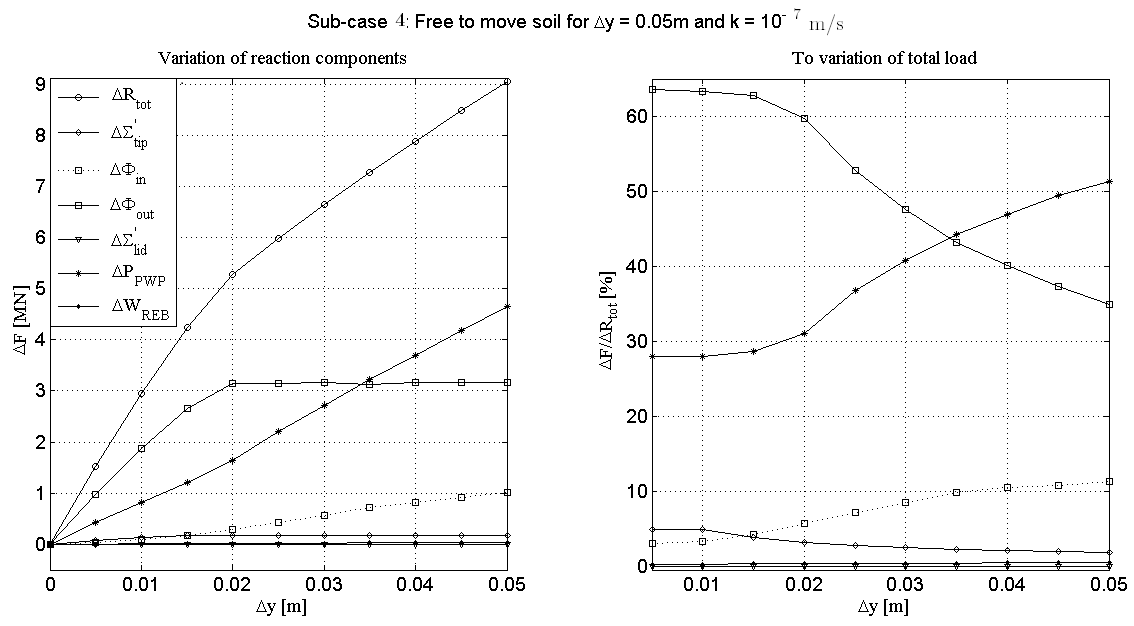 Sub-case 4: Free to move soil for Δy = 0.05m and k = 10⁻⁷ m/s
Variation of reaction components
9
8
7
6
5
4
3
2
1
0
ΔF [MN]
ΔR_tot
ΔΣ'_tip
ΔΦ_in
ΔΦ_out
ΔΣ'_lid
ΔP_PWP
ΔW_REB
0 0.01 0.02 0.03 0.04 0.05
Δy [m]
To variation of total load
60
50
40
30
20
10
0
ΔF/ΔR_tot [%]
0.01 0.02 0.03 0.04 0.05
Δy [m]